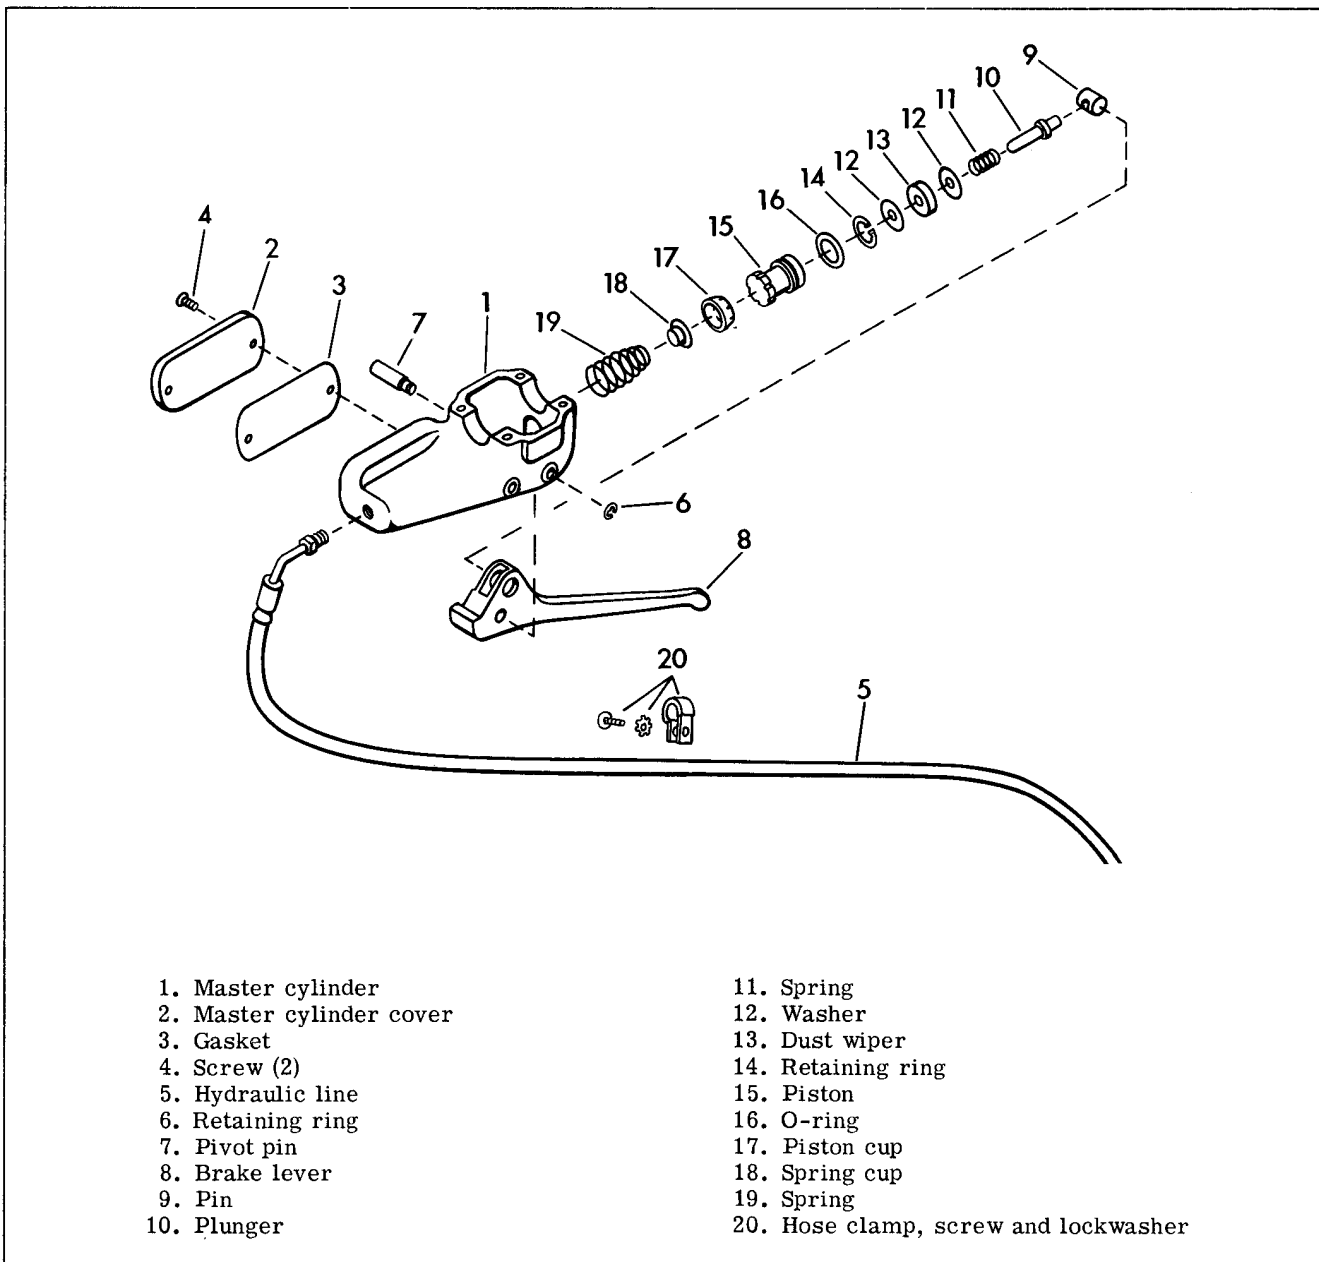 9
10
11
12
13
12
14
16
15
17
18
19
4
2
3
7
1
6
8
20
5
1. Master cylinder
2. Master cylinder cover
3. Gasket
4. Screw (2)
5. Hydraulic line
6. Retaining ring
7. Pivot pin
8. Brake lever
9. Pin
10. Plunger
11. Spring
12. Washer
13. Dust wiper
14. Retaining ring
15. Piston
16. O-ring
17. Piston cup
18. Spring cup
19. Spring
20. Hose clamp, screw and lockwasher